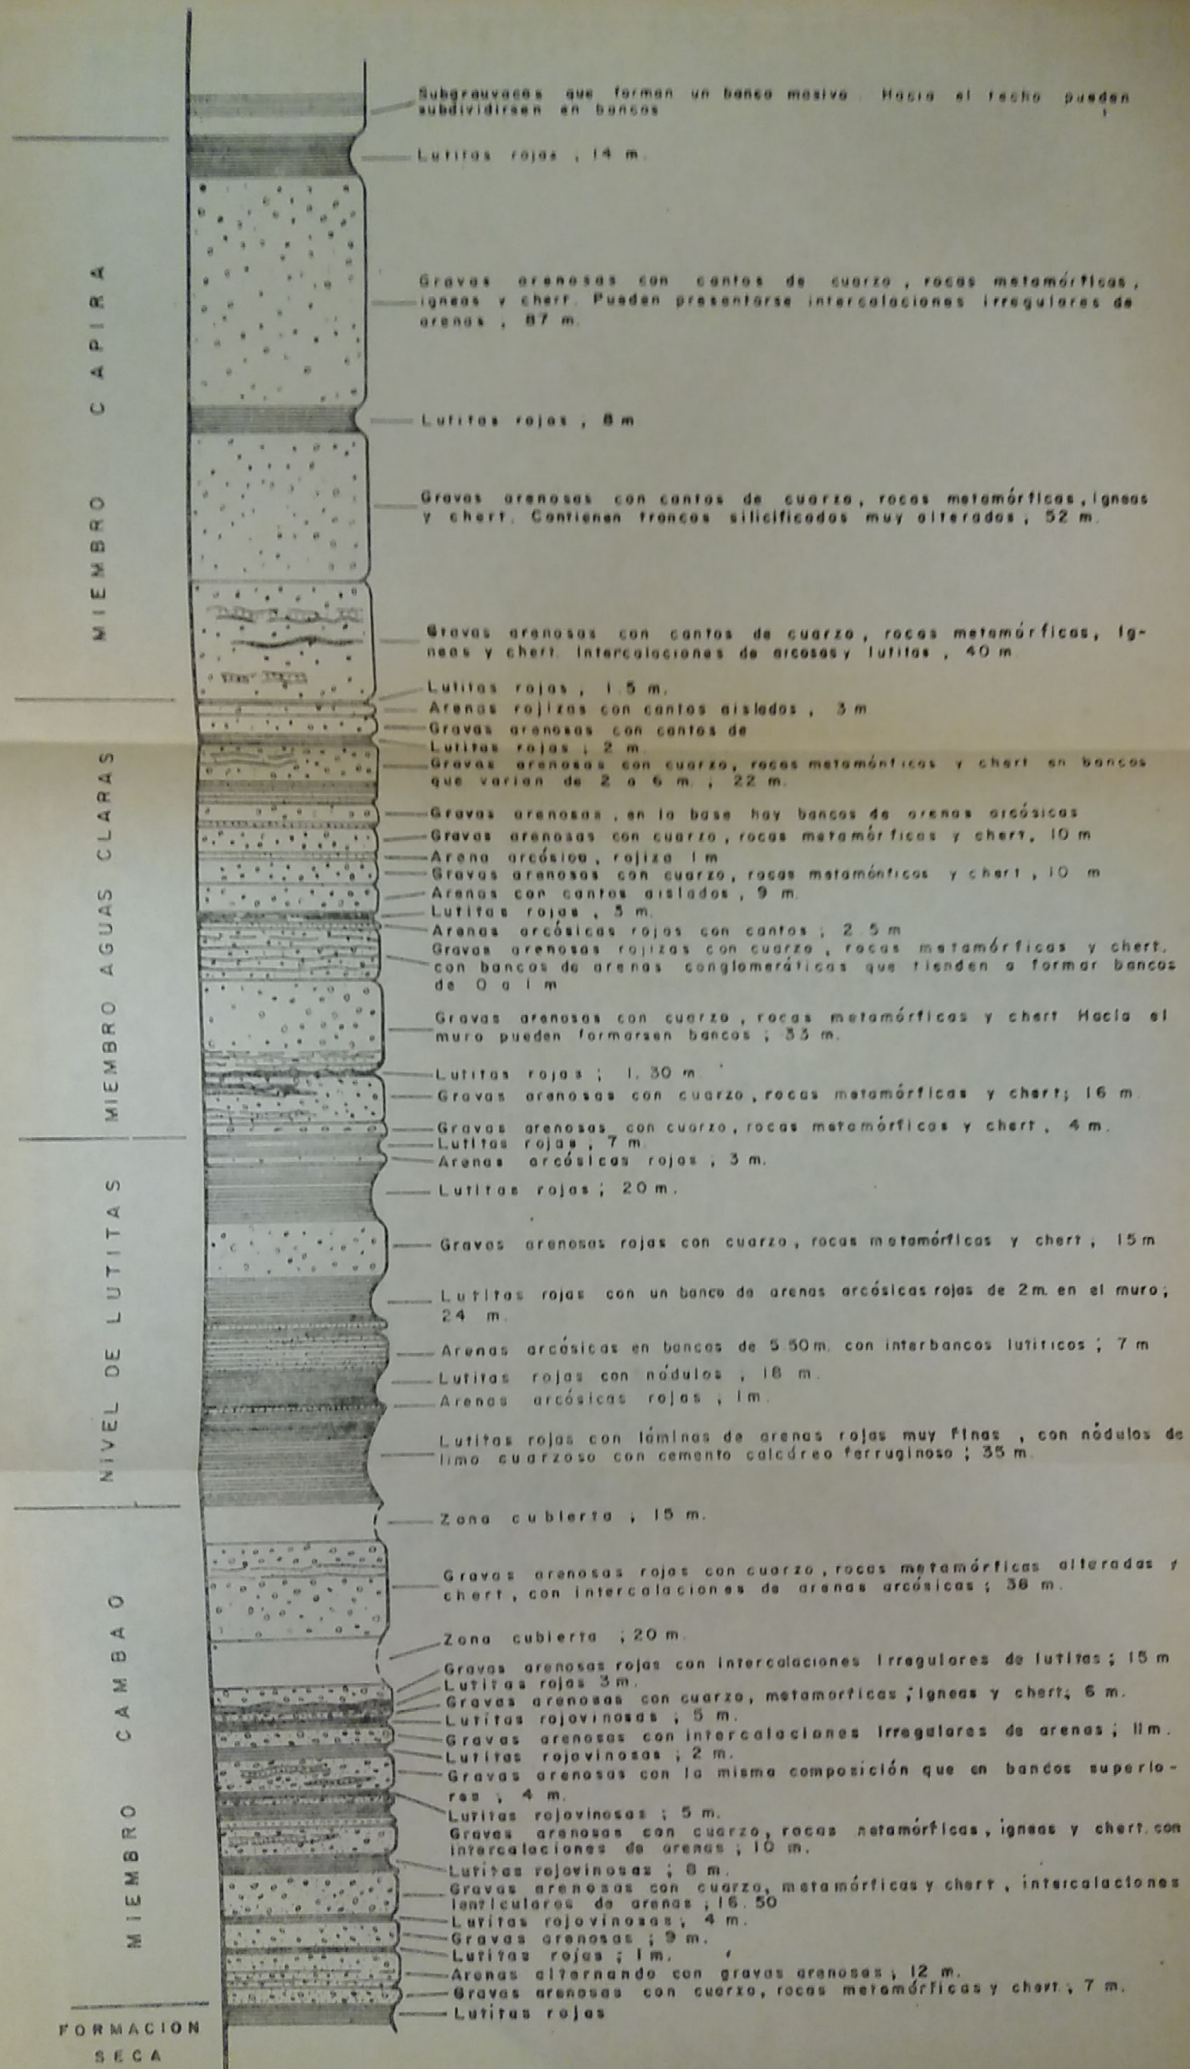 Subgrauvacas que forman un banco masivo. Hacia el techo pueden
subdividirsen en bancos
Lutitas rojas , 14 m.
Gravas arenosas con cantos de cuarzo , rocas metamórficas,
igneas y chert. Pueden presentarse intercalaciones irregulares de
arenas , 87 m.
Lutitas rojas ; 8 m
Gravas arenosas con cantos de cuarzo, rocas metamórficas, igneas
y chert. Contienen troncos silicificados muy alterados ; 52 m.
Gravas arenosas con cantos de cuarzo, rocas metamórficas, íg-
neas y chert. Intercalaciones de arcosas y lutitas , 40 m
MIEMBRO CAPIRA
Lutitas rojas , 1.5 m.
Arenas rojizas con cantos aislados , 3 m
Gravas arenosas con cantos de
Lutitas rojas ; 2 m.
Gravas arenosas con cuarzo, rocas metamórficas y chert en bancos
que varian de 2 a 6 m. ; 22 m.
Gravas arenosas , en la base hay bancos de arenas arcósicas
Gravas arenosas con cuarzo , rocas metamórficas y chert, 10 m
Arena arcósica, rojiza 1 m
Gravas arenosas con cuarzo, rocas metamórficas y chert , 10 m
Arenas con cantos aislados , 9 m.
Lutitas rojas , 3 m.
Arenas arcósicas rojas con cantos ; 2.5 m
Gravas arenosas rojizas con cuarzo , rocas metamórficas y chert,
con bancos de arenas conglomeráticas que tienden a formar bancos
de 0 a 1 m
Gravas arenosas con cuarzo , rocas metamórficas y chert Hacia el
muro pueden formarsen bancos ; 33 m.
Lutitas rojas ; 1.30 m
Gravas arenosas con cuarzo , rocas metamórficas y chert; 16 m
Gravas arenosas con cuarzo, rocas metamórficas y chert , 4 m.
MIEMBRO AGUAS CLARAS
Lutitas rojas , 7 m
Arenas arcósicas rojas , 3 m.
Lutitas rojas ; 20 m.
Gravas arenosas rojas con cuarzo , rocas metamórficas y chert ; 15 m
Lutitas rojas con un banco de arenas arcósicas rojas de 2 m. en el muro;
24 m.
Arenas arcósicas en bancos de 5.50 m. con interbancos lutiticos ; 7 m
Lutitas rojas con nódulos , 18 m.
Arenas arcósicas rojas , 1 m.
Lutitas rojas con láminas de arenas rojas muy finas , con nódulos de
limo cuarzoso con cemento calcáreo ferruginoso ; 35 m.
NIVEL DE LUTITAS
Zona cubierta ; 15 m.
Gravas arenosas rojas con cuarzo , rocas metamórficas alteradas y
chert , con intercalaciones de arenas arcósicas ; 38 m.
Zona cubierta ; 20 m.
Gravas arenosas rojas con intercalaciones irregulares de lutitas ; 15 m
Lutitas rojas 3 m.
Gravas arenosas con cuarzo, metamorficas , igneas y chert; 6 m.
Lutitas rojovinosas ; 5 m.
Gravas arenosas con intercalaciones irregulares de arenas ; 11 m.
Lutitas rojovinosas ; 2 m.
Gravas arenosas con la misma composición que en bandos superio-
res , 4 m.
Lutitas rojovinosas ; 5 m.
Gravas arenosas con cuarzo, rocas metamórficas, igneas y chert. con
intercalaciones de arenas ; 10 m.
Lutitas rojovinosas ; 8 m.
Gravas arenosas con cuarzo, metamórficas y chert , intercalaciones
lenticulares de arenas , 16.50
Lutitas rojovinosas; 4 m.
Gravas arenosas ; 9 m.
Lutitas rojas ; 1 m.
Arenas alternando con gravas arenosas ; 12 m.
Gravas arenosas con cuarzo, rocas metamórficas y chert , 7 m.
MIEMBRO CAMBAO
Lutitas rojas
FORMACION
SECA